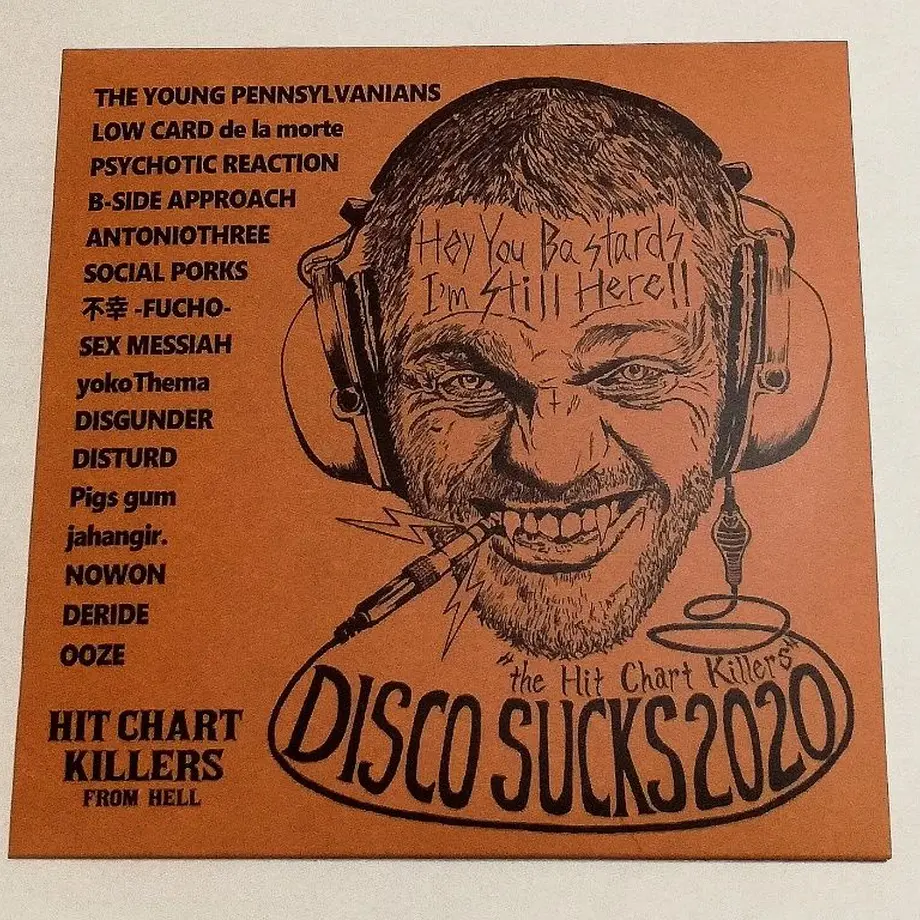 THE YOUNG PENNSYLVANIANS
LOW CARD de la morte
PSYCHOTIC REACTION
B-SIDE APPROACH
ANTONIOTHREE
SOCIAL PORKS
不幸 -FUCHO-
SEX MESSIAH
yokoThema
DISGUNDER
DISTURD
Pigs gum
jahangir.
NOWON
DERIDE
OOZE
HIT CHART
KILLERS
FROM HELL
Hey You Bastards
I'm Still Here!!
"the Hit Chart Killers"
DISCO SUCKS 2020